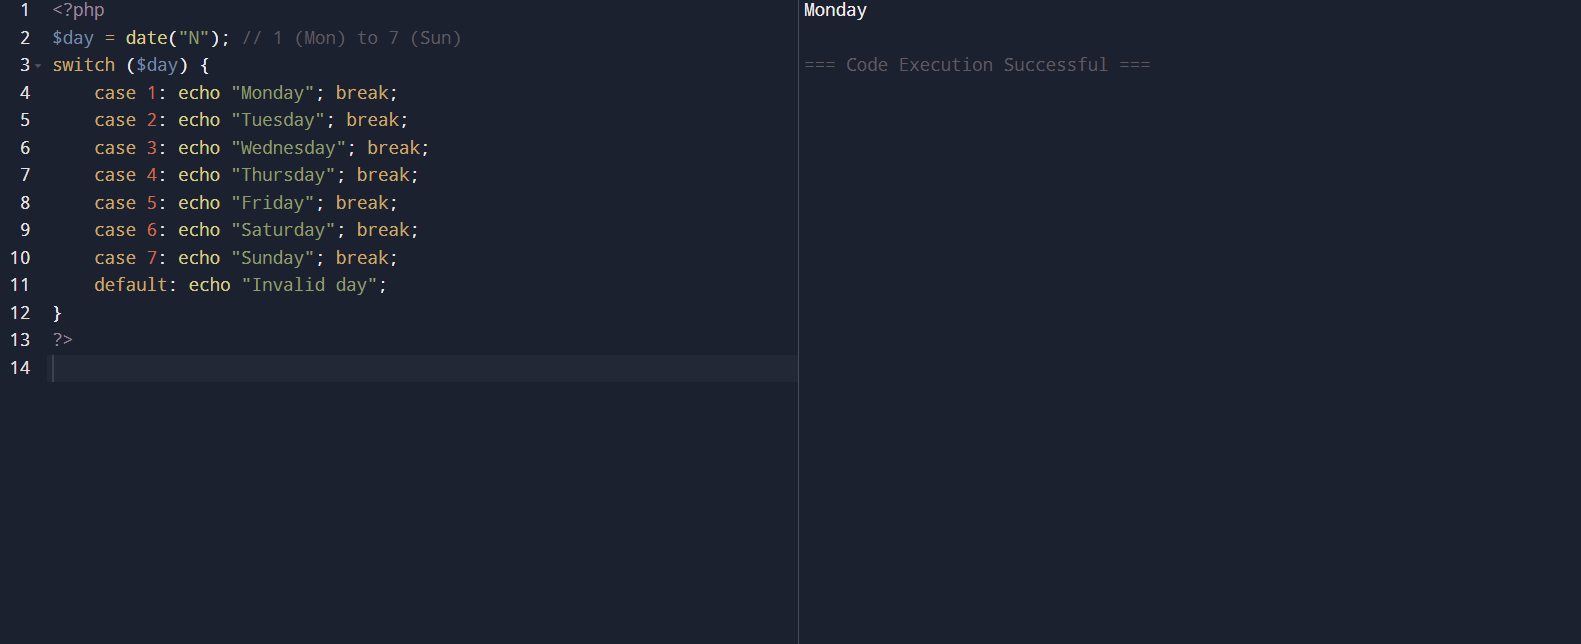 1 <?php
2 $day = date("N"); // 1 (Mon) to 7 (Sun)
3 switch ($day) {
4     case 1: echo "Monday"; break;
5     case 2: echo "Tuesday"; break;
6     case 3: echo "Wednesday"; break;
7     case 4: echo "Thursday"; break;
8     case 5: echo "Friday"; break;
9     case 6: echo "Saturday"; break;
10     case 7: echo "Sunday"; break;
11     default: echo "Invalid day";
12 }
13 ?>
14
Monday
=== Code Execution Successful ===